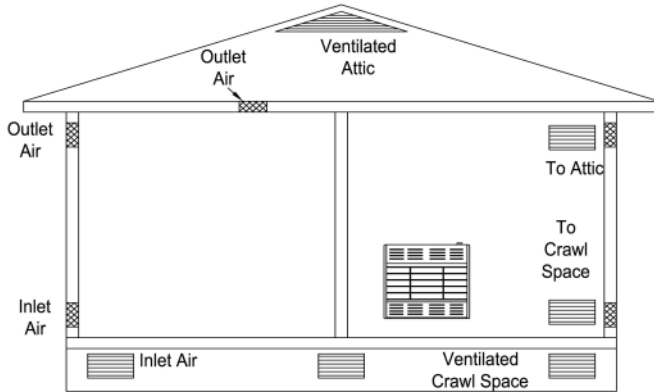 Ventilated
Attic
Outlet
Air
Outlet
Air
To Attic
To
Crawl
Space
Inlet
Air
Inlet Air
Ventilated
Crawl Space